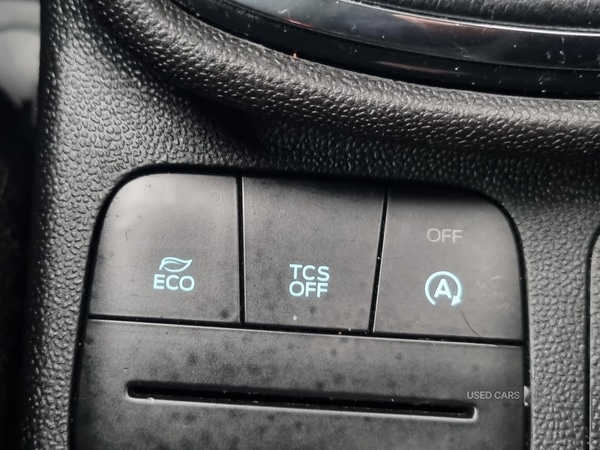 ECO
TCS
OFF
OFF
A
USED CARS